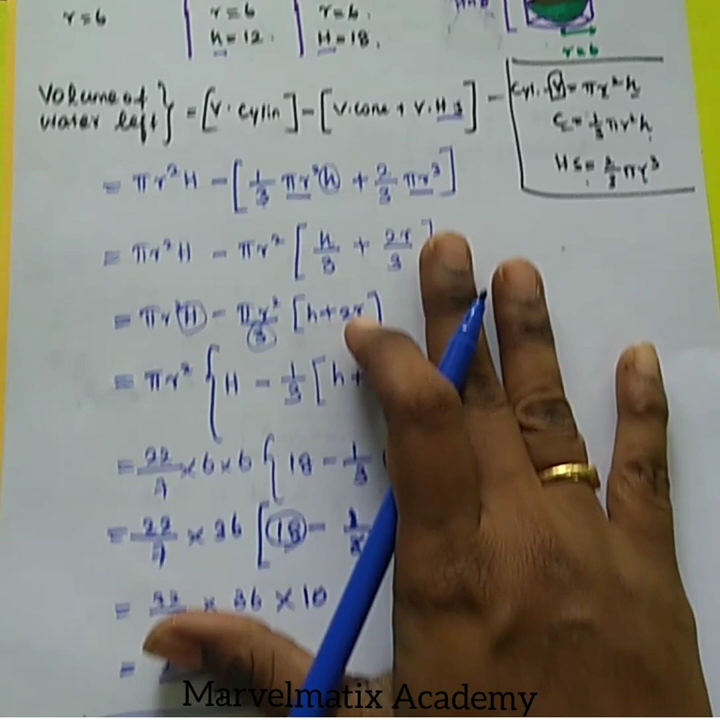 r = 6
r = 6
h = 12
r = 6.
H = 18,
r = 6
Volume of
water left } = [V. Cylin] - [V. cone + V. H.S]
Cyl. (V) = πr²h
C = 1/3 πr²h
HS = 2/3 πr³
= πr²H - [1/3 πr²h + 2/3 πr³]
= πr²H - πr² [h/3 + 2r/3]
= πr²H - πr²/3 [h+2r]
= πr² { H - 1/3 [h+
= 22/7 × 6 × 6 { 18 - 1/3
= 22/7 × 36 [18 -
= 22 × 36 × 10
=
Marvelmatix Academy